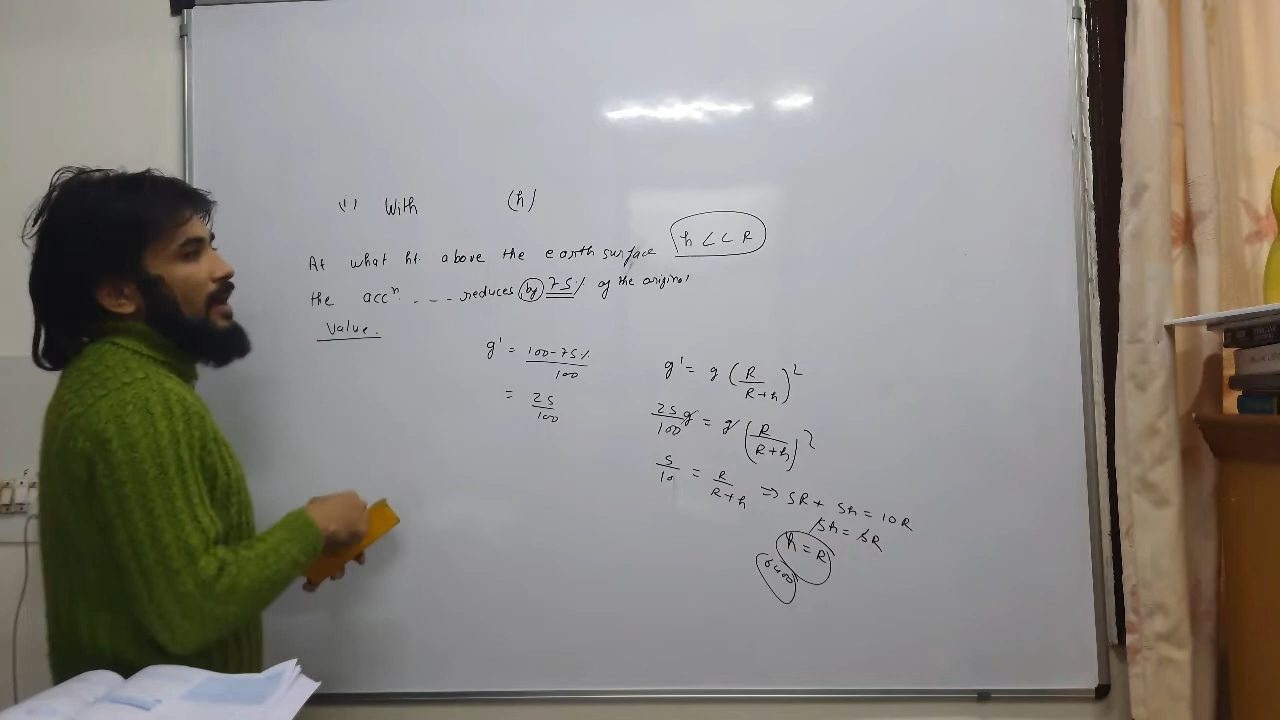 (i) With (h)
At what ht. above the earth surface h << R
the accⁿ. - - - reduces by 75% of the original
value.
g' = 100-75% / 100
= 25/100
g' = g (R/R+h)²
25/100 g = g (R/R+h)²
5/10 = R/R+h ⇒ 5R + 5h = 10R
5h = 5R
h = R
6400